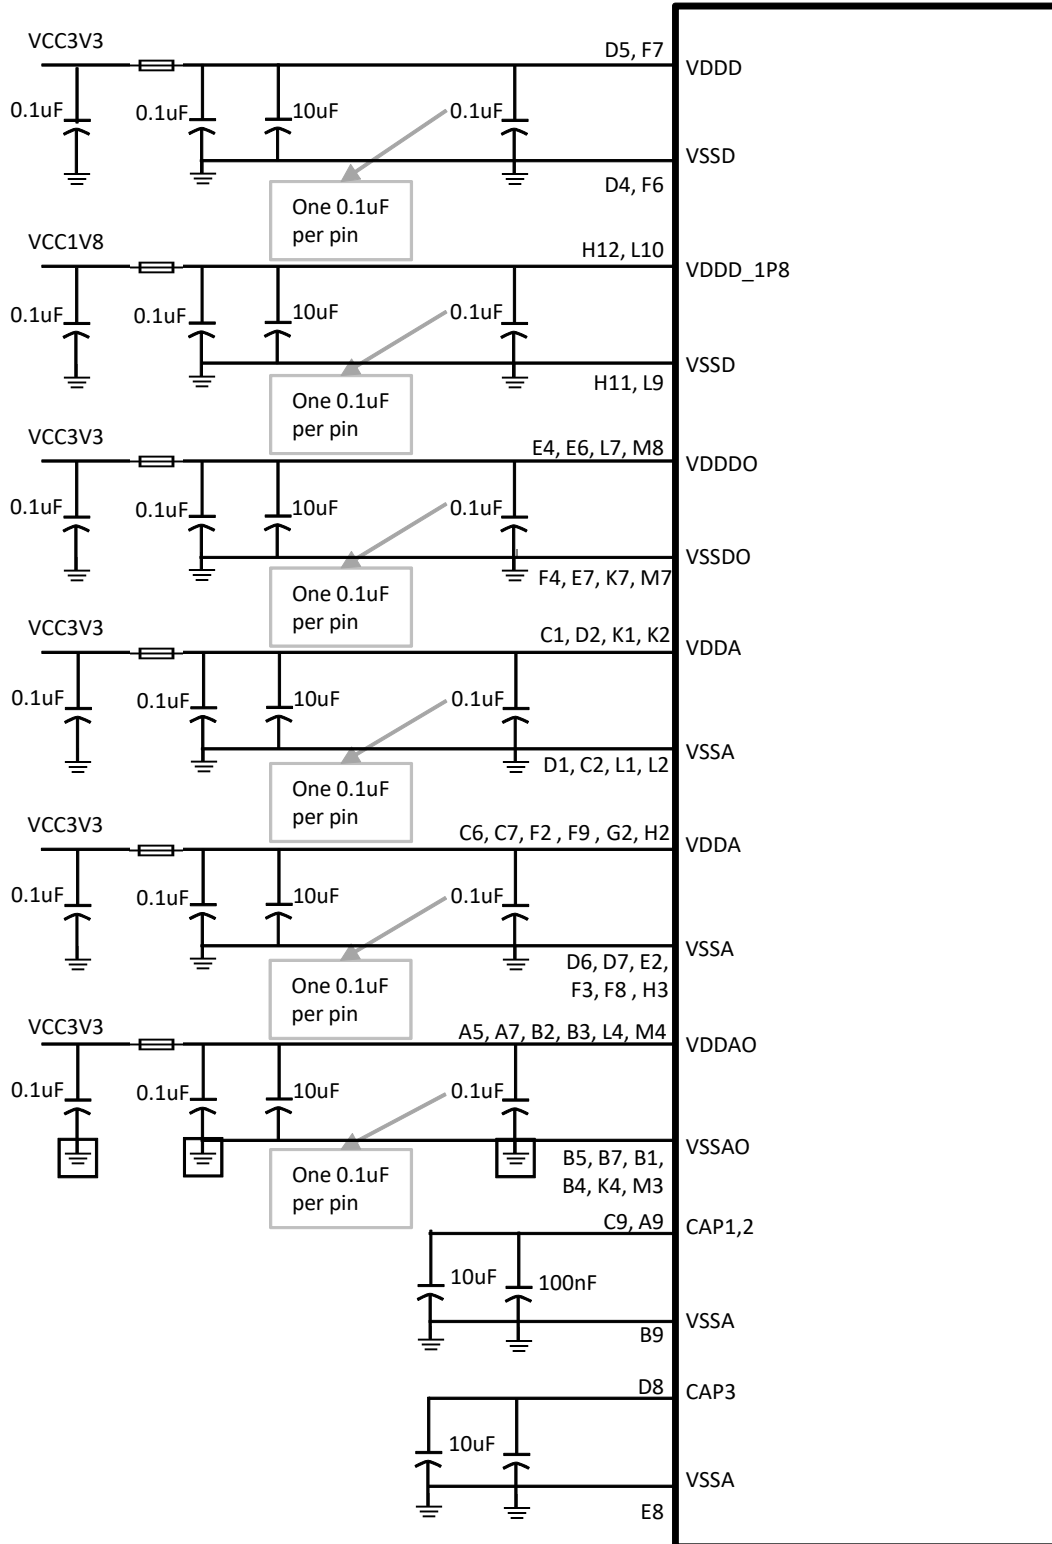 VCC3V3
D5, F7
VDDD
0.1uF
0.1uF
10uF
0.1uF
VSSD
D4, F6
One 0.1uF
per pin
VCC1V8
H12, L10
VDDD_1P8
0.1uF
0.1uF
10uF
0.1uF
VSSD
H11, L9
One 0.1uF
per pin
VCC3V3
E4, E6, L7, M8
VDDDO
0.1uF
0.1uF
10uF
0.1uF
VSSDO
F4, E7, K7, M7
One 0.1uF
per pin
VCC3V3
C1, D2, K1, K2
VDDA
0.1uF
0.1uF
10uF
0.1uF
VSSA
D1, C2, L1, L2
One 0.1uF
per pin
VCC3V3
C6, C7, F2 , F9 , G2, H2
VDDA
0.1uF
0.1uF
10uF
0.1uF
VSSA
D6, D7, E2,
F3, F8 , H3
One 0.1uF
per pin
VCC3V3
A5, A7, B2, B3, L4, M4
VDDAO
0.1uF
0.1uF
10uF
0.1uF
VSSAO
B5, B7, B1,
B4, K4, M3
One 0.1uF
per pin
C9, A9
CAP1,2
10uF
100nF
VSSA
B9
D8
CAP3
10uF
VSSA
E8